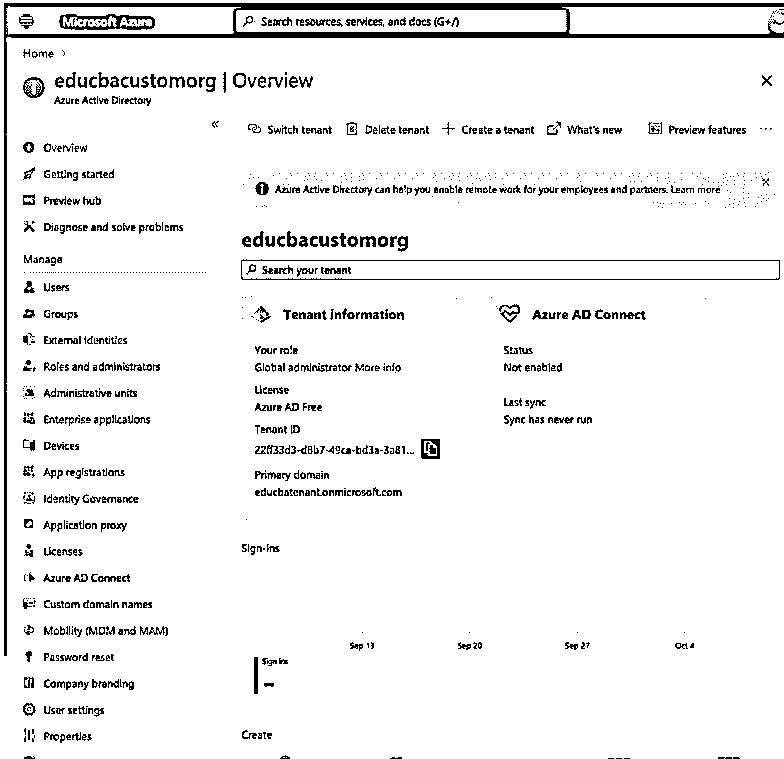 Microsoft Azure
Search resources, services, and docs (G+/)
Home >
educbacustomorg | Overview
Azure Active Directory
«
Switch tenant
Delete tenant
Create a tenant
What's new
Preview features
...
Overview
Getting started
Preview hub
Diagnose and solve problems
Manage
Users
Groups
External Identities
Roles and administrators
Administrative units
Enterprise applications
Devices
App registrations
Identity Governance
Application proxy
Licenses
Azure AD Connect
Custom domain names
Mobility (MDM and MAM)
Password reset
Company branding
User settings
Properties
Azure Active Directory can help you enable remote work for your employees and partners. Learn more
educbacustomorg
Search your tenant
Tenant information
Your role
Global administrator More info
License
Azure AD Free
Tenant ID
22ff33d3-d8b7-49ca-bd3a-3a81...
Primary domain
educbatenant.onmicrosoft.com
Azure AD Connect
Status
Not enabled
Last sync
Sync has never run
Sign-ins
Sep 13 Sep 20 Sep 27 Oct 4
Sign ins
--
Create